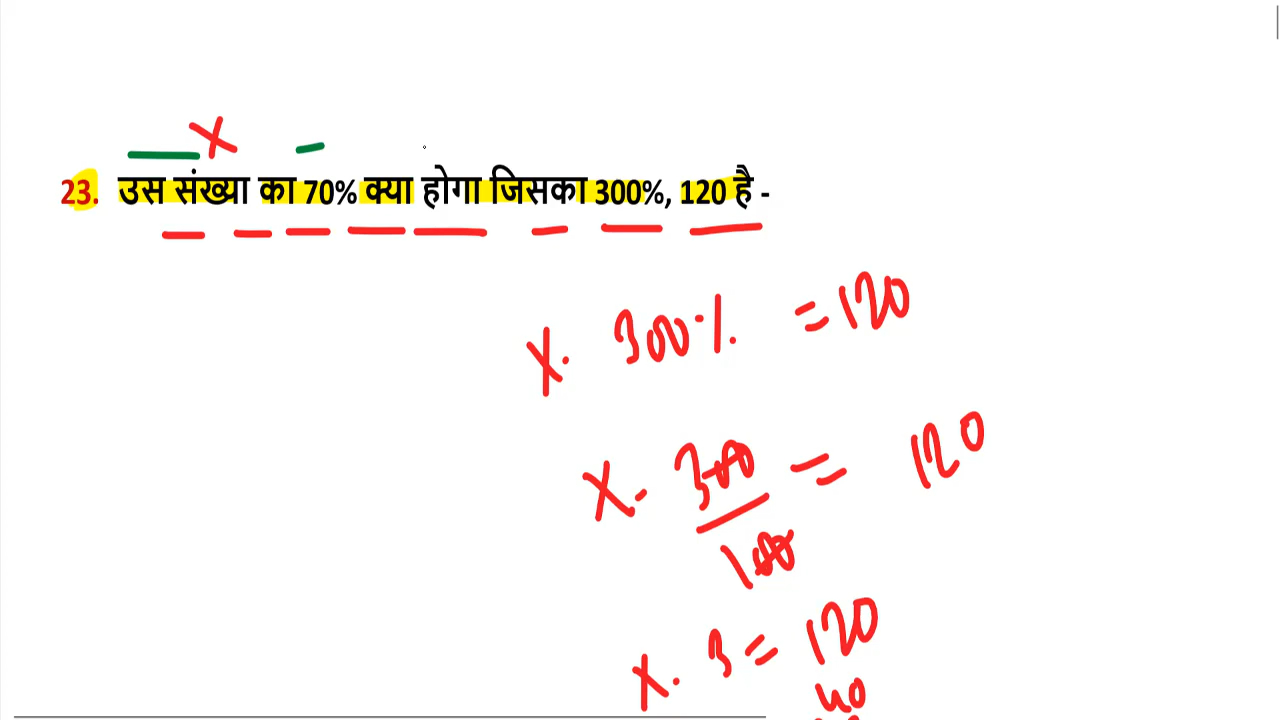 X
23. उस संख्या का 70% क्या होगा जिसका 300%, 120 है -
X. 300% = 120
X. 300/100 = 120
X. 3 = 120
40